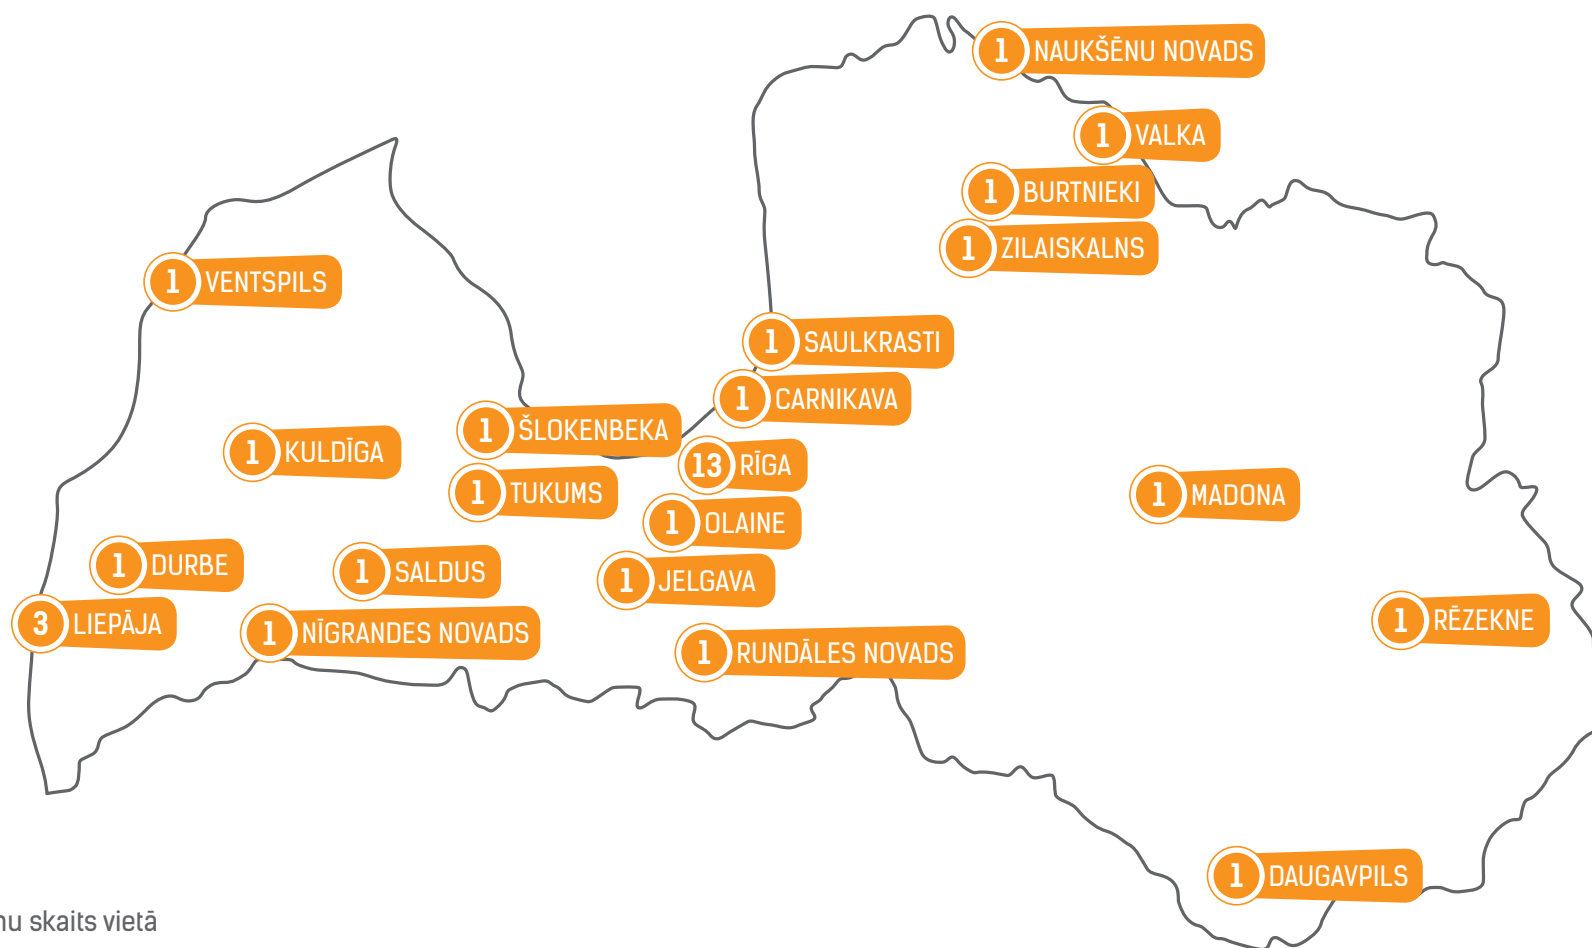 1 NAUKŠĒNU NOVADS
1 VALKA
1 BURTNIEKI
1 ZILAISKALNS
1 VENTSPILS
1 SAULKRASTI
1 CARNIKAVA
1 ŠLOKENBEKA
1 KULDĪGA
13 RĪGA
1 TUKUMS
1 MADONA
1 OLAINE
1 DURBE
1 SALDUS
1 JELGAVA
3 LIEPĀJA
1 NĪGRANDES NOVADS
1 RĒZEKNE
1 RUNDĀLES NOVADS
1 DAUGAVPILS
skaits vietā